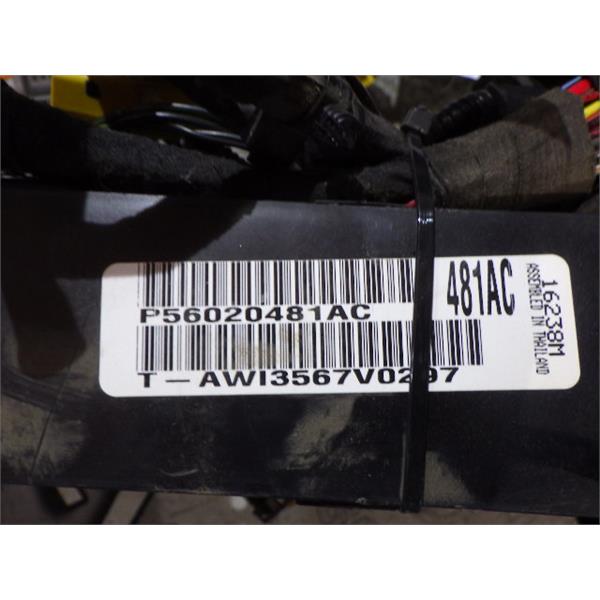 P56020481AC
481AC
T-AWI3567V0297
16238M
ASSEMBLED IN THAILAND